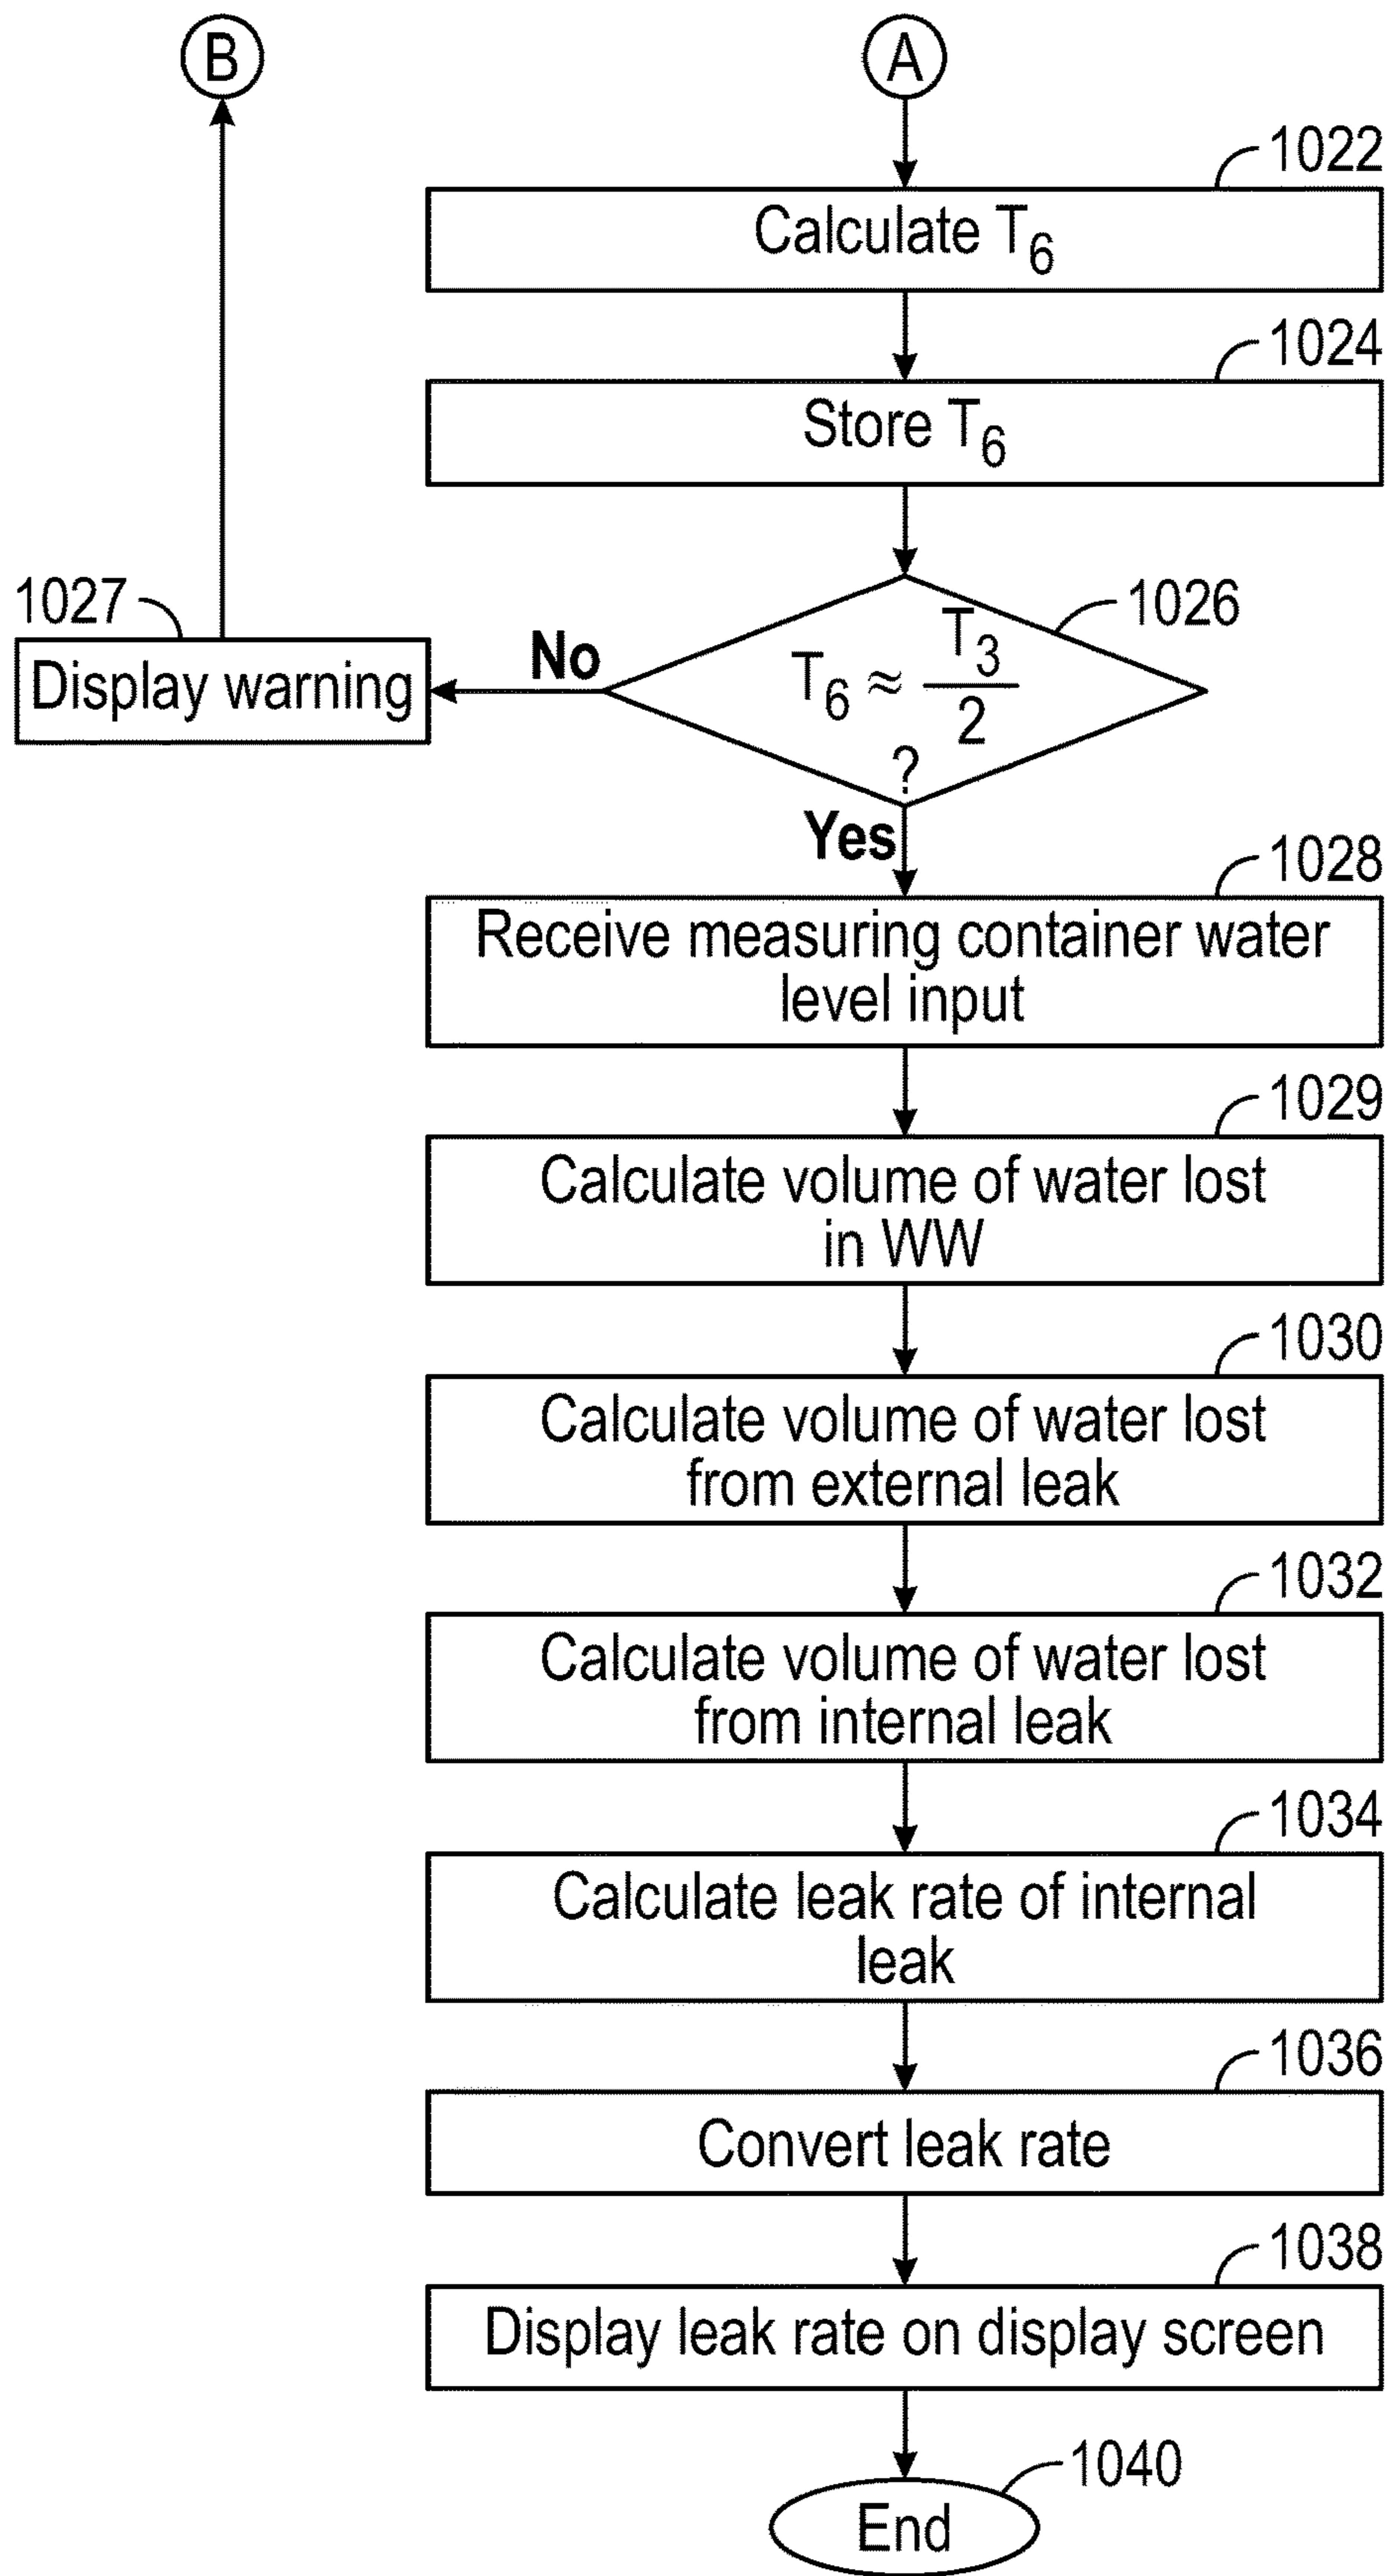 B
A
1022
Calculate T6
1024
Store T6
1027
Display warning
No
1026
T6 ≈ T3
2
?
Yes
1028
Receive measuring container water
level input
1029
Calculate volume of water lost
in WW
1030
Calculate volume of water lost
from external leak
1032
Calculate volume of water lost
from internal leak
1034
Calculate leak rate of internal
leak
1036
Convert leak rate
1038
Display leak rate on display screen
1040
End